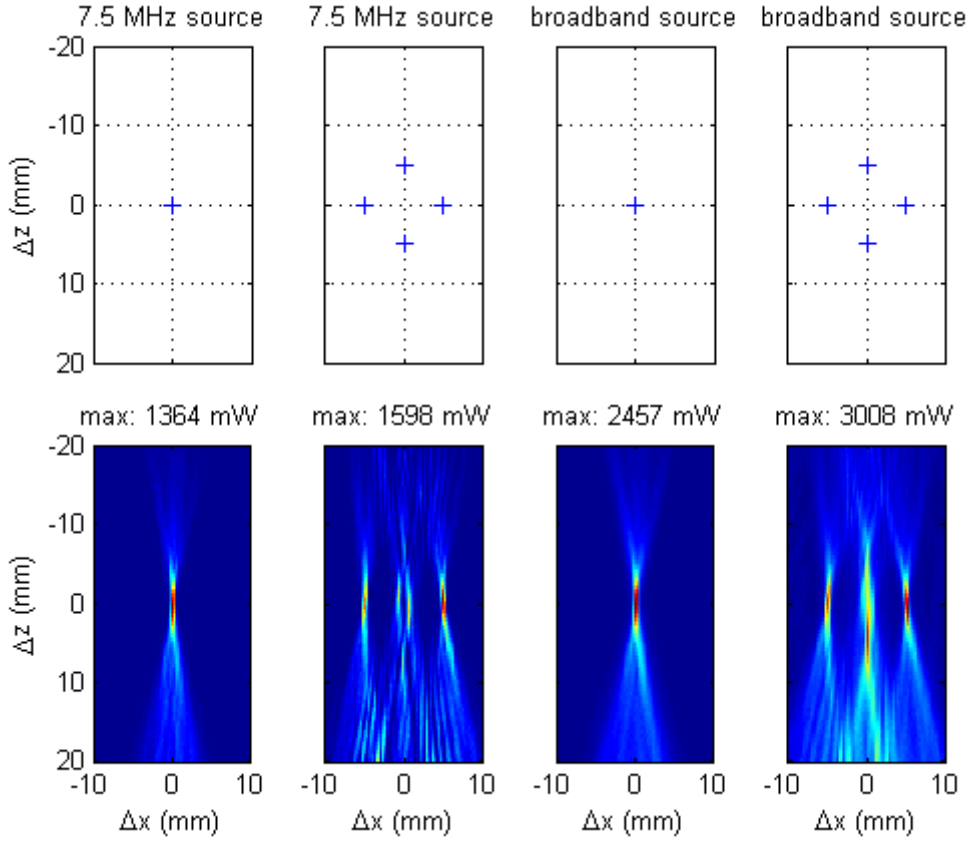 7.5 MHz source 7.5 MHz source broadband source broadband source
-20
-10
0
10
20
Δz (mm)
max: 1364 mW max: 1598 mW max: 2457 mW max: 3008 mW
-20
-10
0
10
20
Δz (mm)
-10 0 10 -10 0 10 -10 0 10 -10 0 10
Δx (mm) Δx (mm) Δx (mm) Δx (mm)